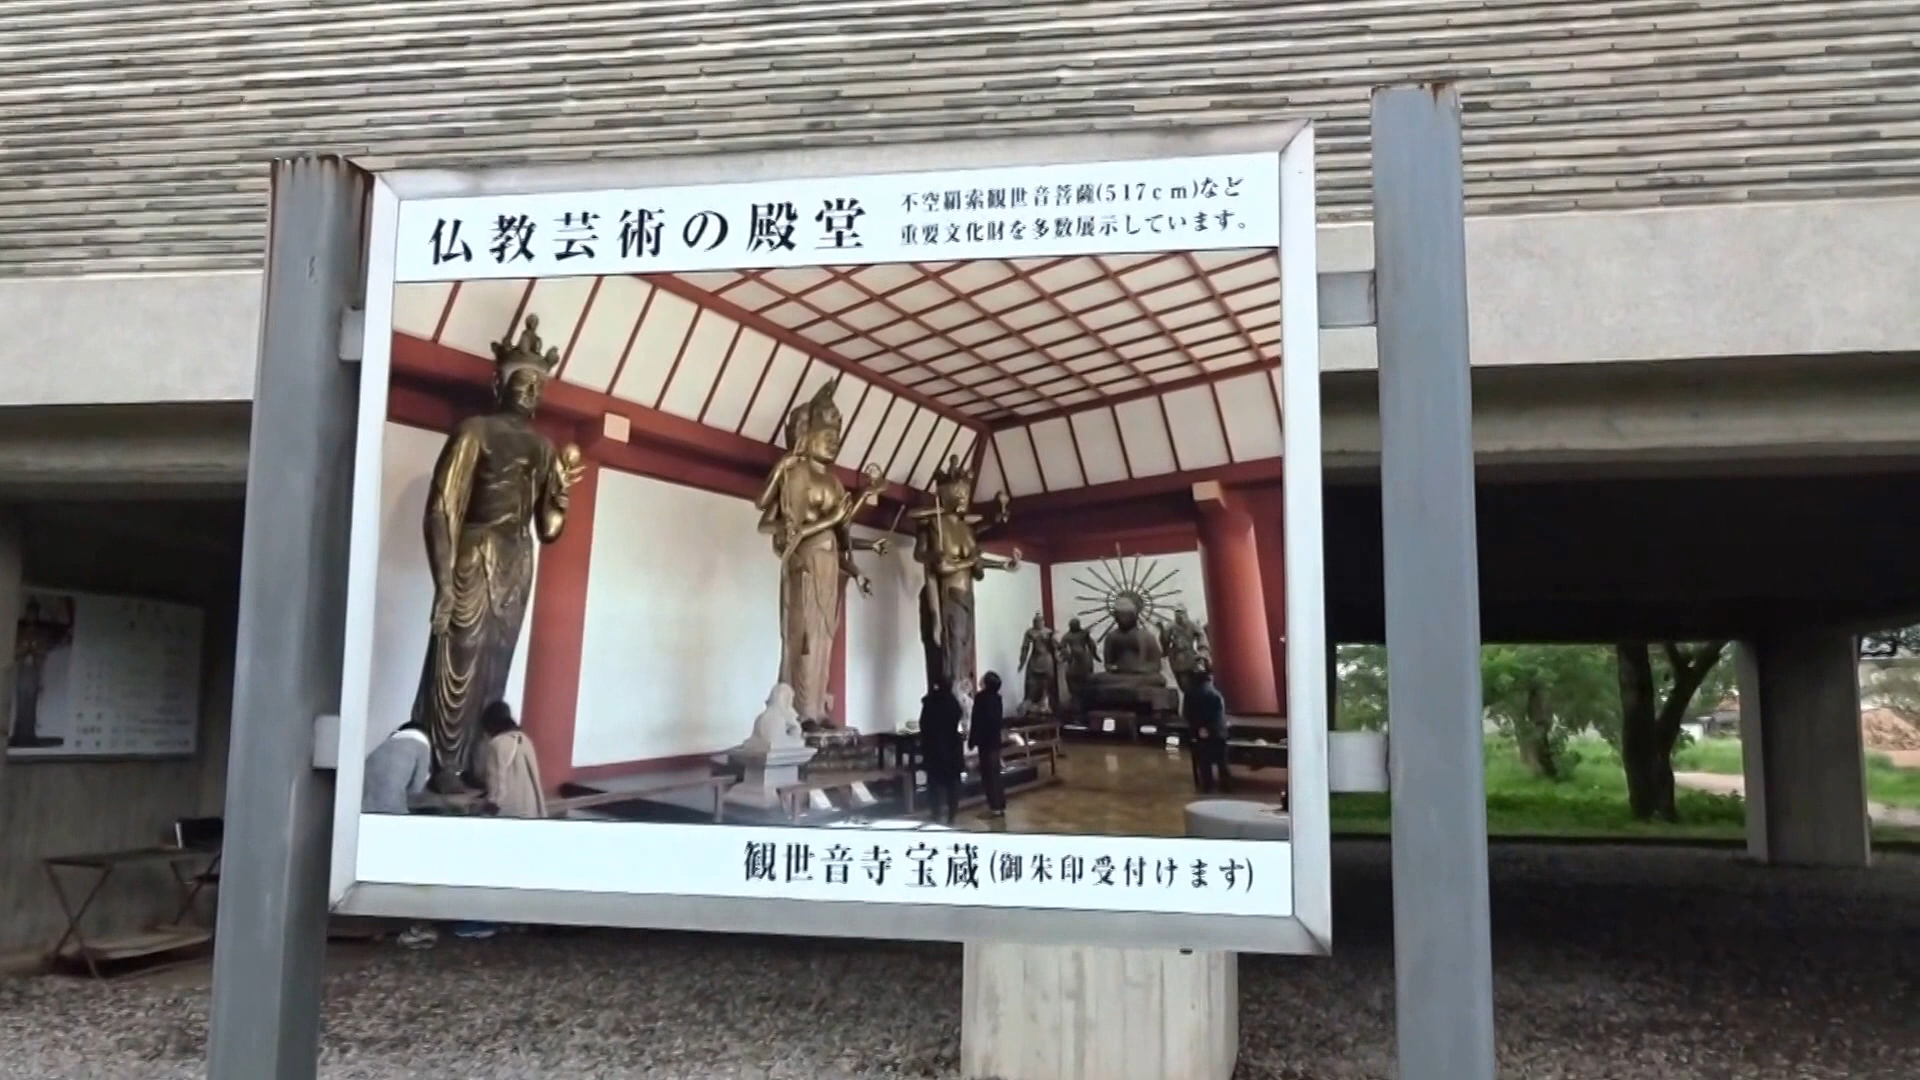 仏教芸術の殿堂
不空羂索観世音菩薩(517cm)など
重要文化財を多数展示しています。
観世音寺宝蔵(御朱印受付けます)